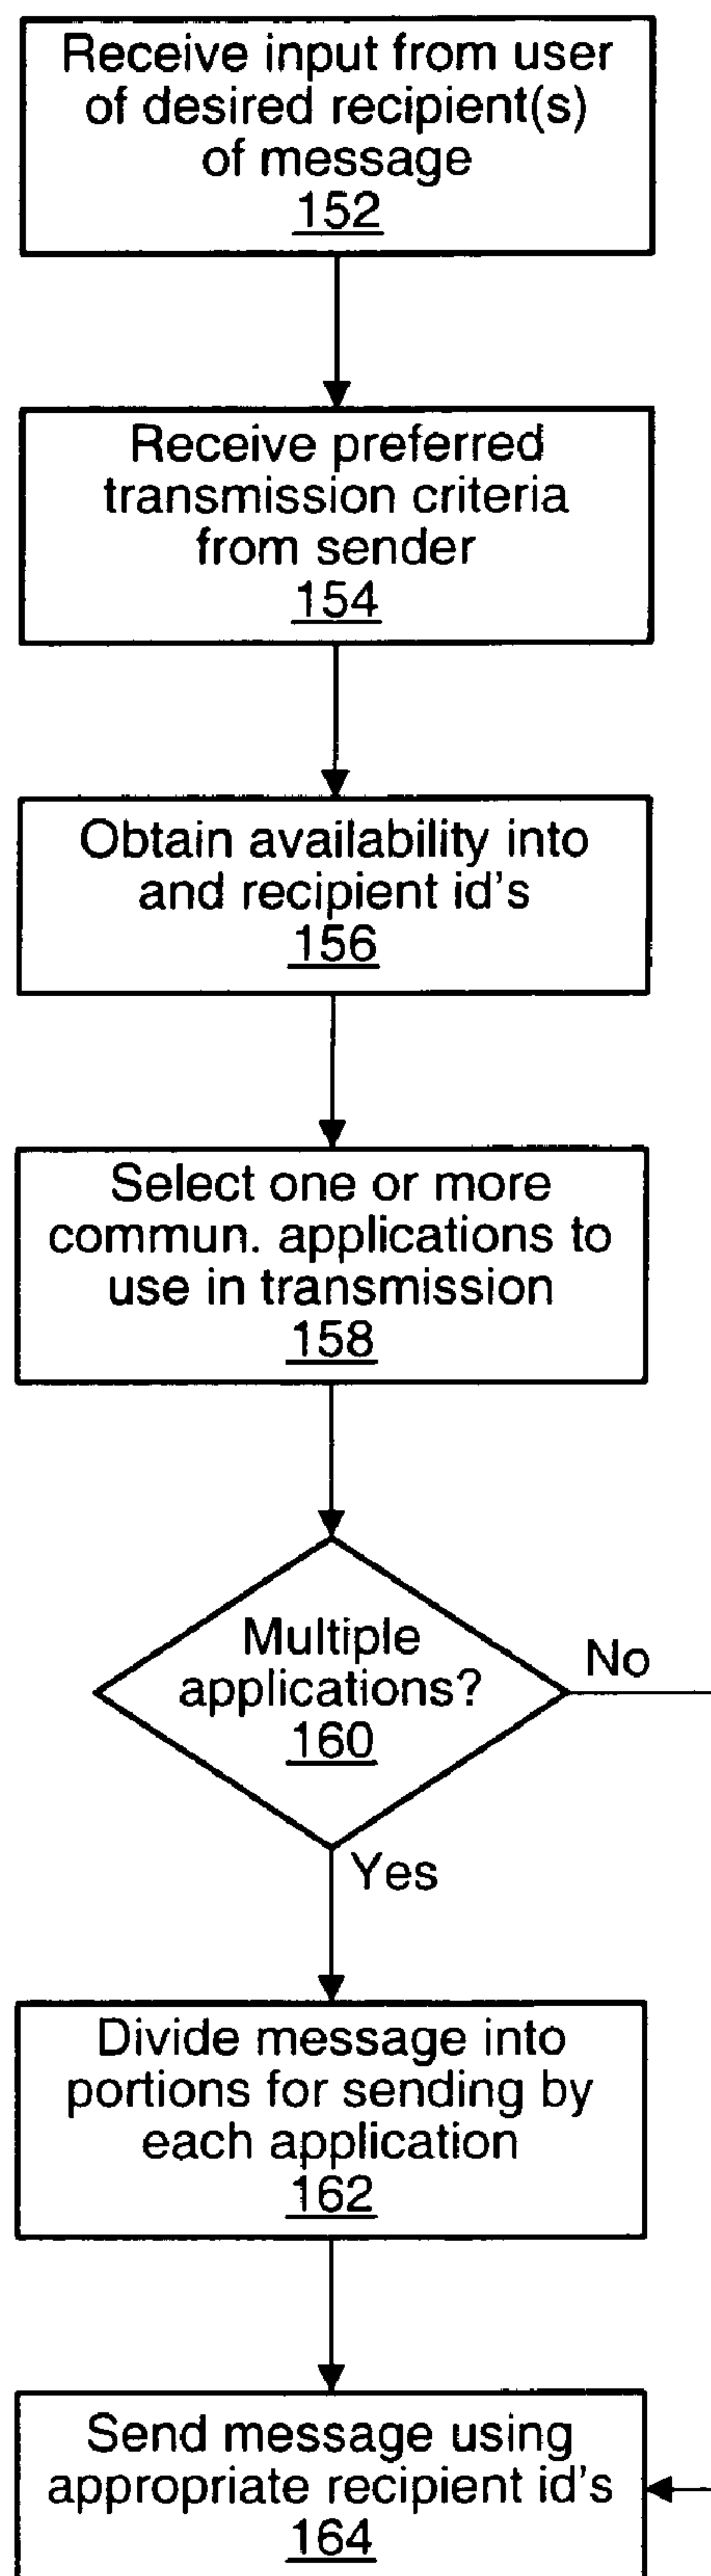 Receive input from user
of desired recipient(s)
of message
152
Receive preferred
transmission criteria
from sender
154
Obtain availability into
and recipient id's
156
Select one or more
commun. applications to
use in transmission
158
Multiple
applications?
160
No
Yes
Divide message into
portions for sending by
each application
162
Send message using
appropriate recipient id's
164